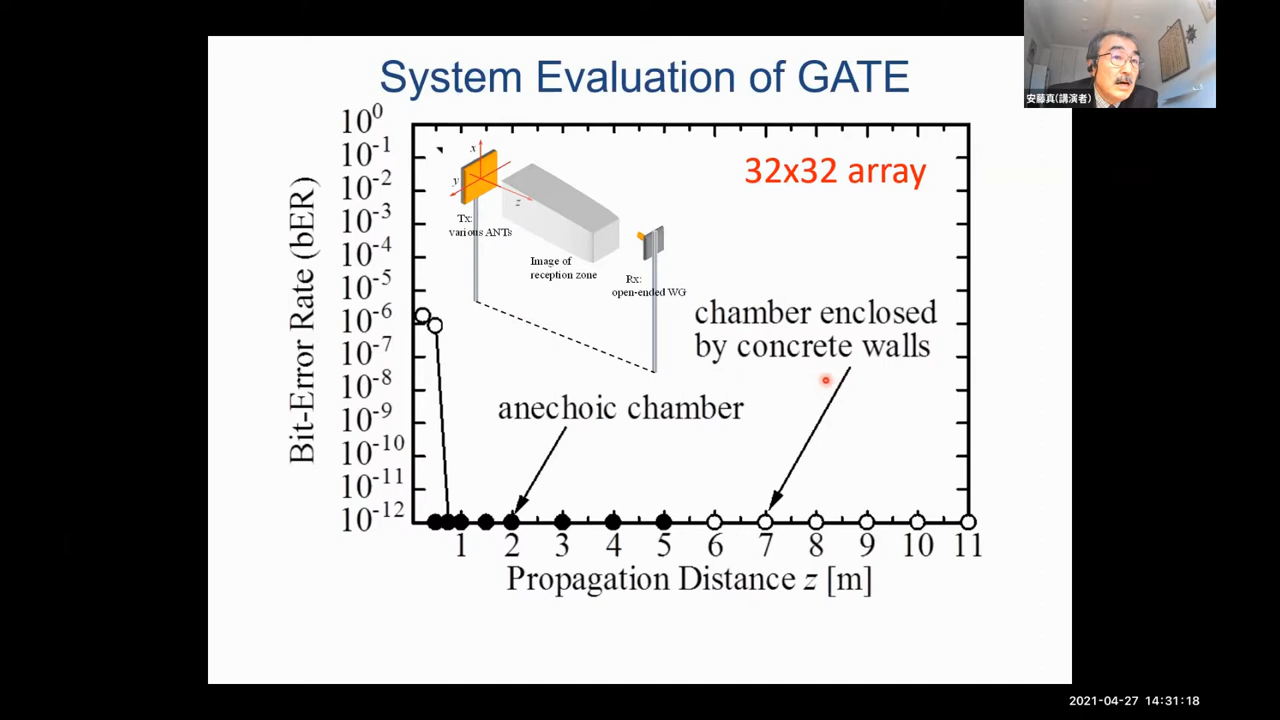 System Evaluation of GATE
安藤真(講演者)
32x32 array
10⁰
10⁻¹
10⁻²
10⁻³
10⁻⁴
10⁻⁵
10⁻⁶
10⁻⁷
10⁻⁸
10⁻⁹
10⁻¹⁰
10⁻¹¹
10⁻¹²
Bit-Error Rate (bER)
x
y
z
Tx:
various ANTs
Image of
reception zone
Rx:
open-ended WG
chamber enclosed
by concrete walls
anechoic chamber
1 2 3 4 5 6 7 8 9 10 11
Propagation Distance z [m]
2021-04-27 14:31:18